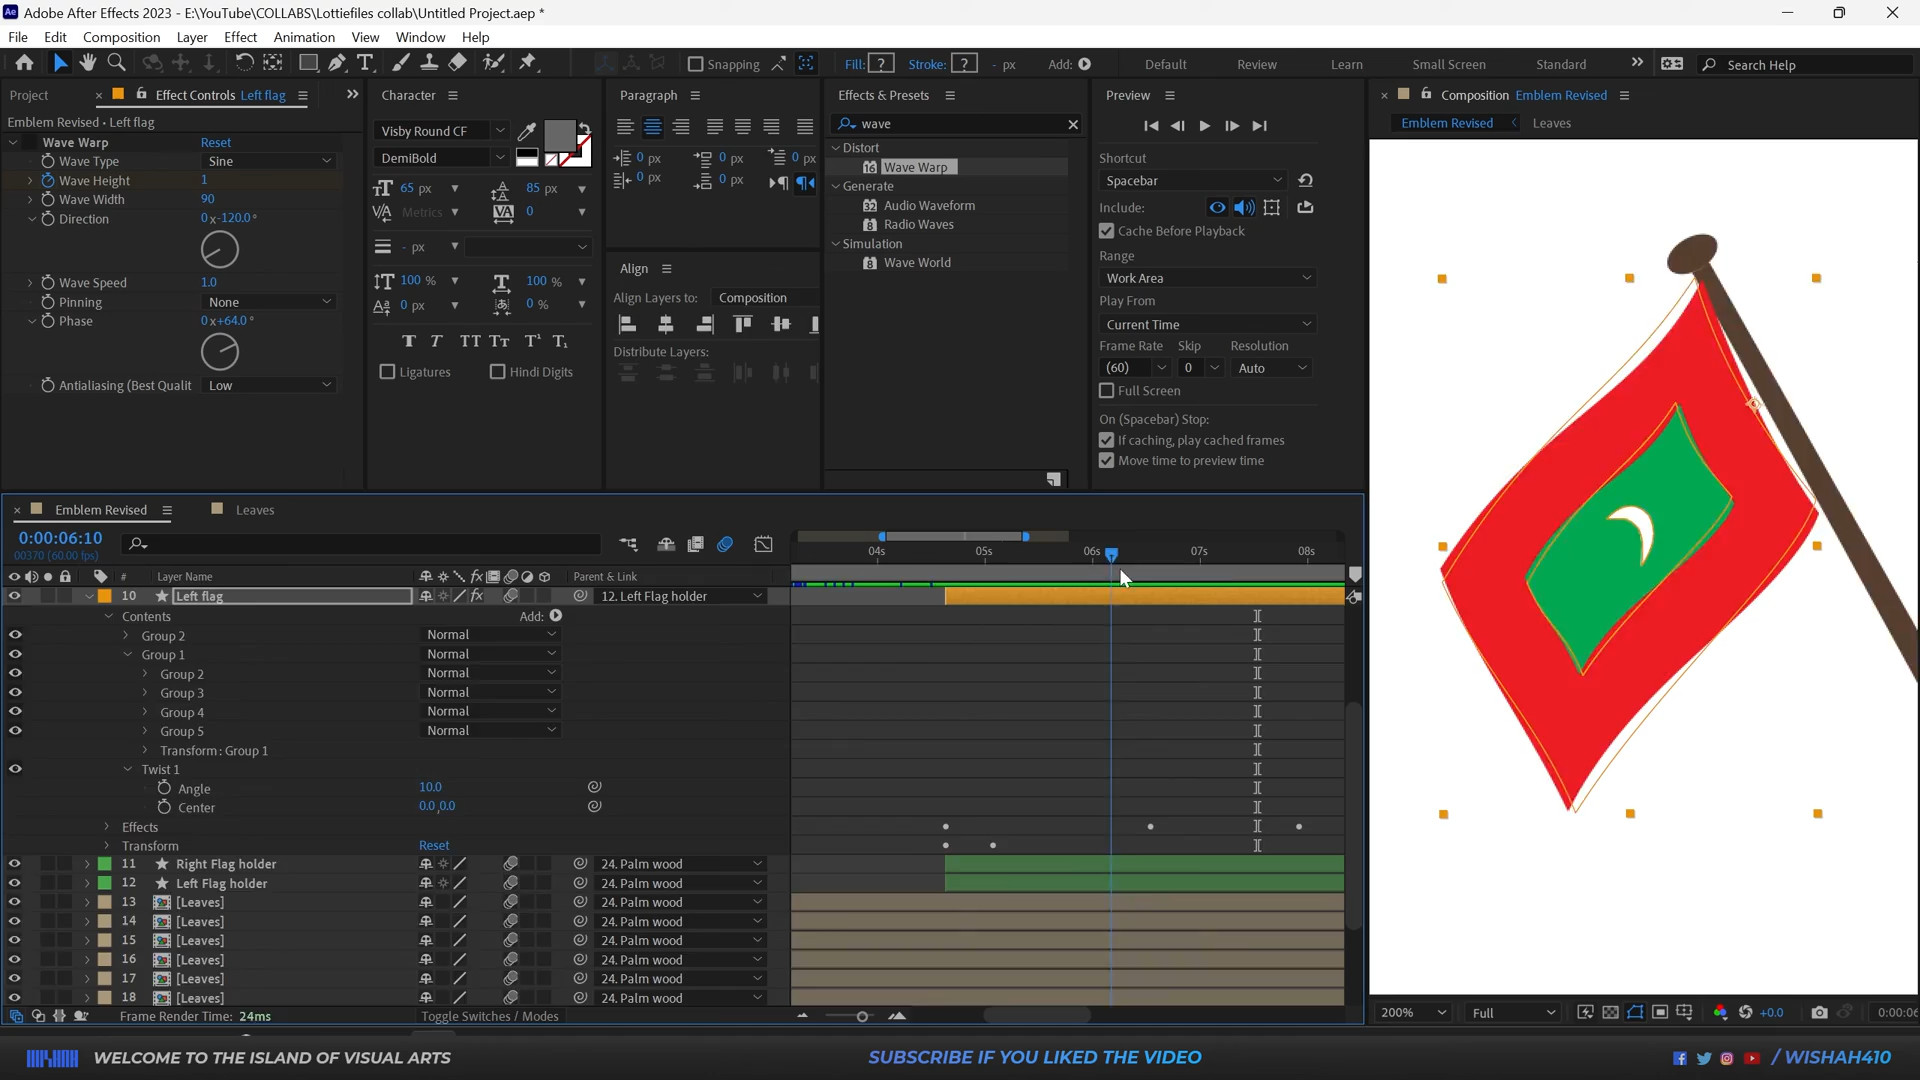 Adobe After Effects 2023 - E:\YouTube\COLLABS\Lottiefiles collab\Untitled Project.aep *
File Edit Composition Layer Effect Animation View Window Help
Snapping Fill: ? Stroke: ? - px Add: Default Review Learn Small Screen Standard Search Help
Project Effect Controls Left flag
Emblem Revised • Left flag
Wave Warp Reset
Wave Type Sine
Wave Height 1
Wave Width 90
Direction 0x-120.0°
Wave Speed 1.0
Pinning None
Phase 0x+64.0°
Antialiasing (Best Qualit Low
Character
Visby Round CF
DemiBold
65 px 85 px
Metrics 0
- px
100 % 100 %
0 px 0 %
Ligatures Hindi Digits
Paragraph
0 px 0 px 0 px
0 px 0 px
Align
Align Layers to: Composition
Distribute Layers:
Effects & Presets
wave
Distort
Wave Warp
Generate
Audio Waveform
Radio Waves
Simulation
Wave World
Preview
Shortcut
Spacebar
Include:
Cache Before Playback
Range
Work Area
Play From
Current Time
Frame Rate Skip Resolution
(60) 0 Auto
Full Screen
On (Spacebar) Stop:
If caching, play cached frames
Move time to preview time
Composition Emblem Revised
Emblem Revised Leaves
Emblem Revised Leaves
0:00:06:10
00370 (60.00 fps)
04s 05s 06s 07s 08s
# Layer Name Parent & Link
10 Left flag 12. Left Flag holder
Contents Add:
Group 2 Normal
Group 1 Normal
Group 2 Normal
Group 3 Normal
Group 4 Normal
Group 5 Normal
Transform: Group 1
Twist 1
Angle 10.0
Center 0.0,0.0
Effects
Transform Reset
11 Right Flag holder 24. Palm wood
12 Left Flag holder 24. Palm wood
13 [Leaves] 24. Palm wood
14 [Leaves] 24. Palm wood
15 [Leaves] 24. Palm wood
16 [Leaves] 24. Palm wood
17 [Leaves] 24. Palm wood
18 [Leaves] 24. Palm wood
Frame Render Time: 24ms Toggle Switches / Modes
200% Full +0.0 0:00:06
WELCOME TO THE ISLAND OF VISUAL ARTS SUBSCRIBE IF YOU LIKED THE VIDEO /WISHAH410